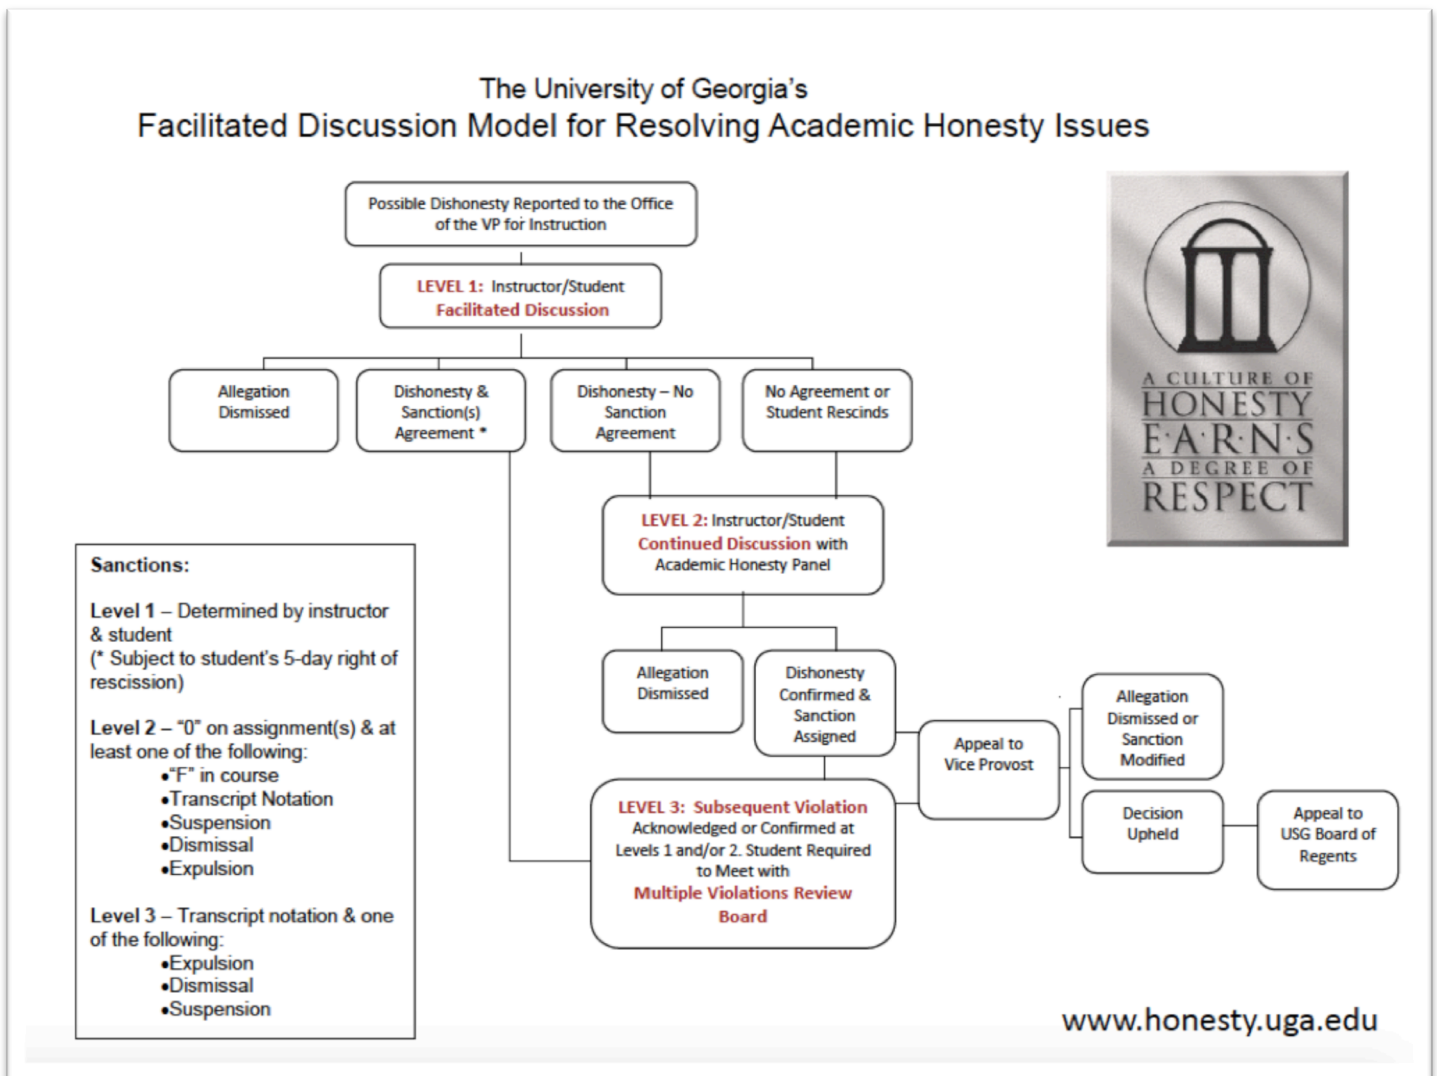 The University of Georgia's
Facilitated Discussion Model for Resolving Academic Honesty Issues
Possible Dishonesty Reported to the Office
of the VP for Instruction
LEVEL 1: Instructor/Student
Facilitated Discussion
Allegation
Dismissed
Dishonesty &
Sanction(s)
Agreement *
Dishonesty – No
Sanction
Agreement
No Agreement or
Student Rescinds
LEVEL 2: Instructor/Student
Continued Discussion with
Academic Honesty Panel
Allegation
Dismissed
Dishonesty
Confirmed &
Sanction
Assigned
Appeal to
Vice Provost
Allegation
Dismissed or
Sanction
Modified
Decision
Upheld
Appeal to
USG Board of
Regents
LEVEL 3: Subsequent Violation
Acknowledged or Confirmed at
Levels 1 and/or 2. Student Required
to Meet with
Multiple Violations Review
Board
Sanctions:
Level 1 – Determined by instructor
& student
(* Subject to student's 5-day right of
rescission)
Level 2 – "0" on assignment(s) & at
least one of the following:
•"F" in course
•Transcript Notation
•Suspension
•Dismissal
•Expulsion
Level 3 – Transcript notation & one
of the following:
•Expulsion
•Dismissal
•Suspension
A CULTURE OF
HONESTY
E·A·R·N·S
A DEGREE OF
RESPECT
www.honesty.uga.edu